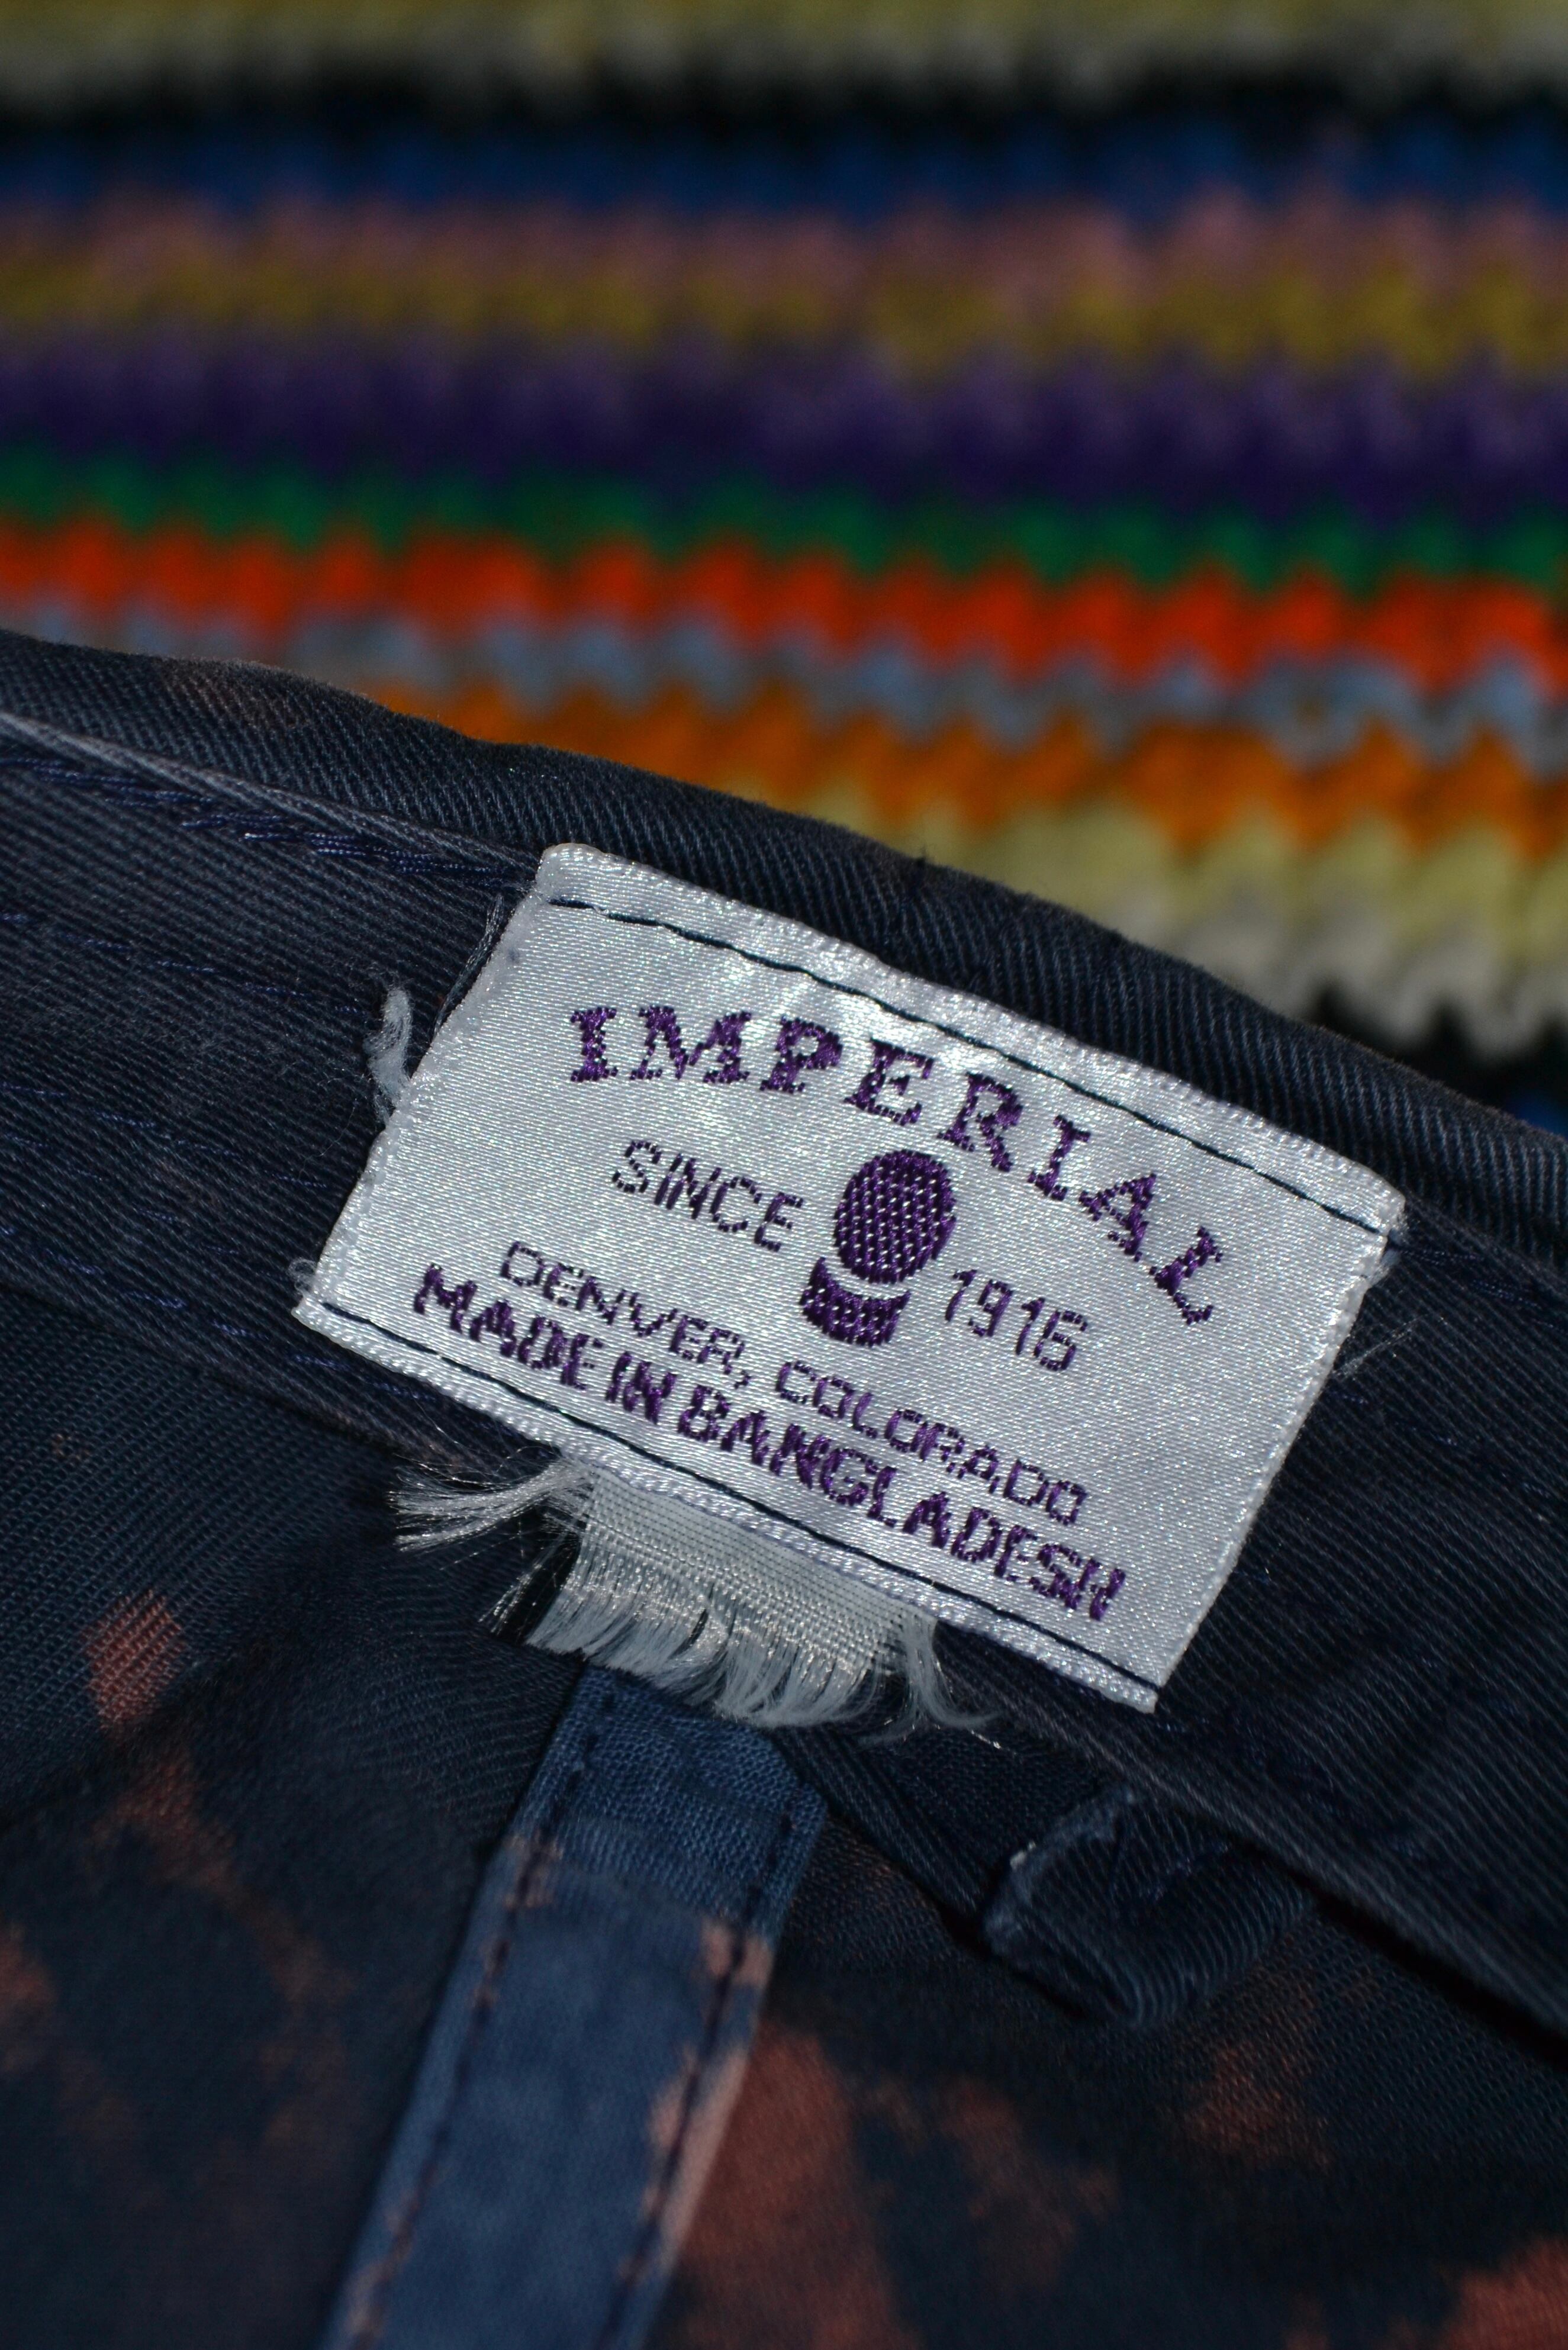 IMPERIAL
SINCE 1916
DENVER, COLORADO
MADE IN BANGLADESH